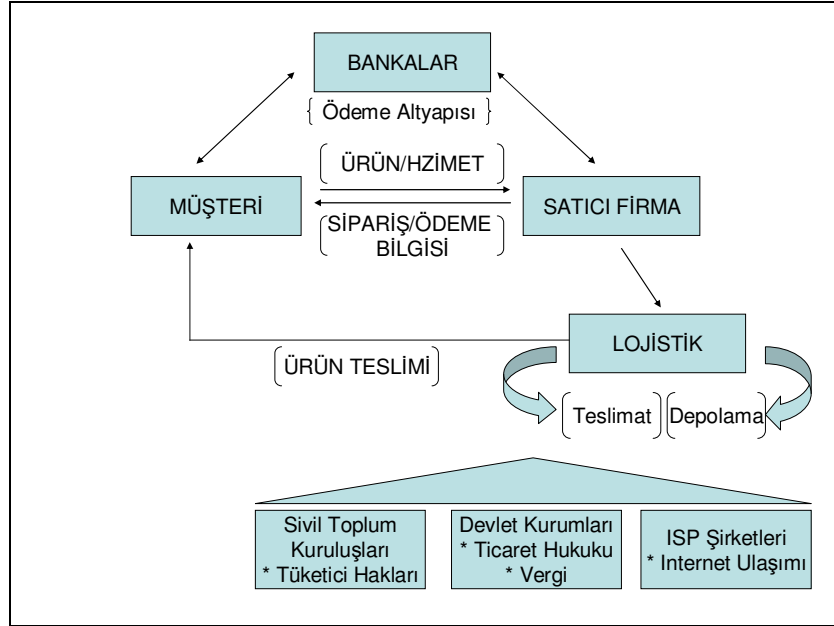 BANKALAR
Ödeme Altyapısı
ÜRÜN/HZİMET
MÜŞTERİ
SATICI FİRMA
SİPARİŞ/ÖDEME
BİLGİSİ
LOJİSTİK
ÜRÜN TESLİMİ
Teslimat
Depolama
Sivil Toplum
Kuruluşları
* Tüketici Hakları
Devlet Kurumları
* Ticaret Hukuku
* Vergi
ISP Şirketleri
* Internet Ulaşımı